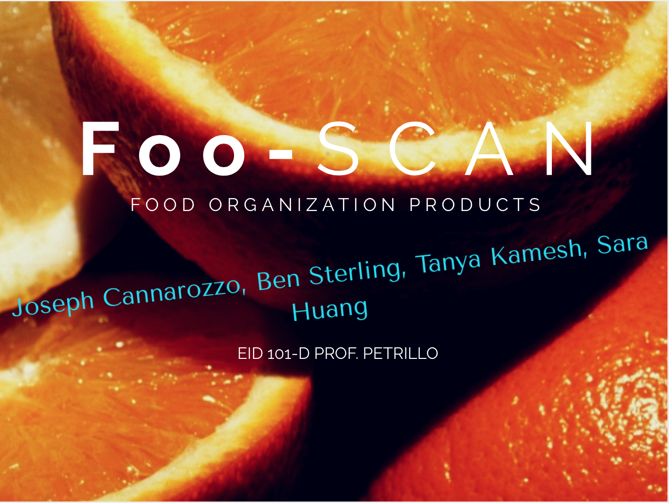 Foo-SCAN
FOOD ORGANIZATION PRODUCTS
Joseph Cannarozzo, Ben Sterling, Tanya Kamesh, Sara
Huang
EID 101-D PROF. PETRILLO